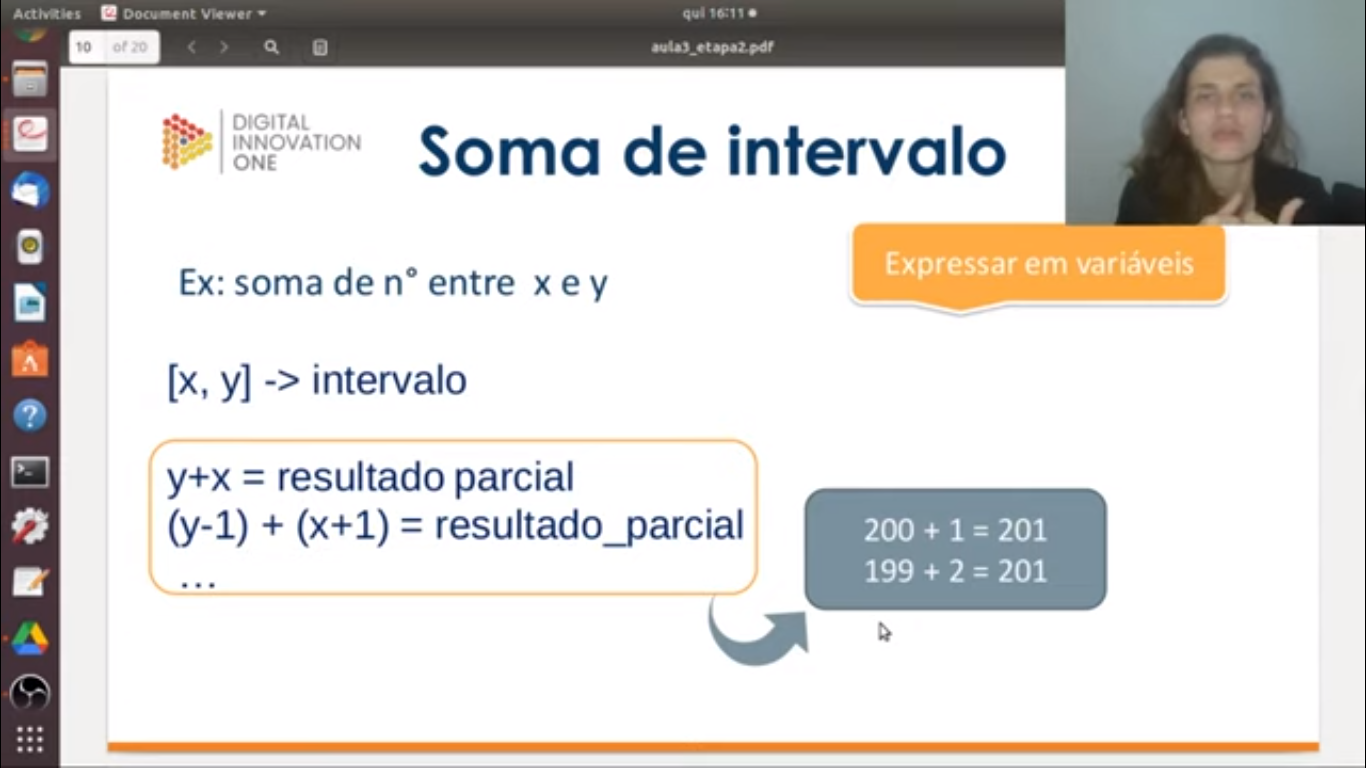 Activities Document Viewer qui 16:11
10 of 20 aula3_etapa2.pdf
DIGITAL
INNOVATION
ONE
Soma de intervalo
Expressar em variáveis
Ex: soma de n° entre x e y
[x, y] -> intervalo
y+x = resultado parcial
(y-1) + (x+1) = resultado_parcial
...
200 + 1 = 201
199 + 2 = 201